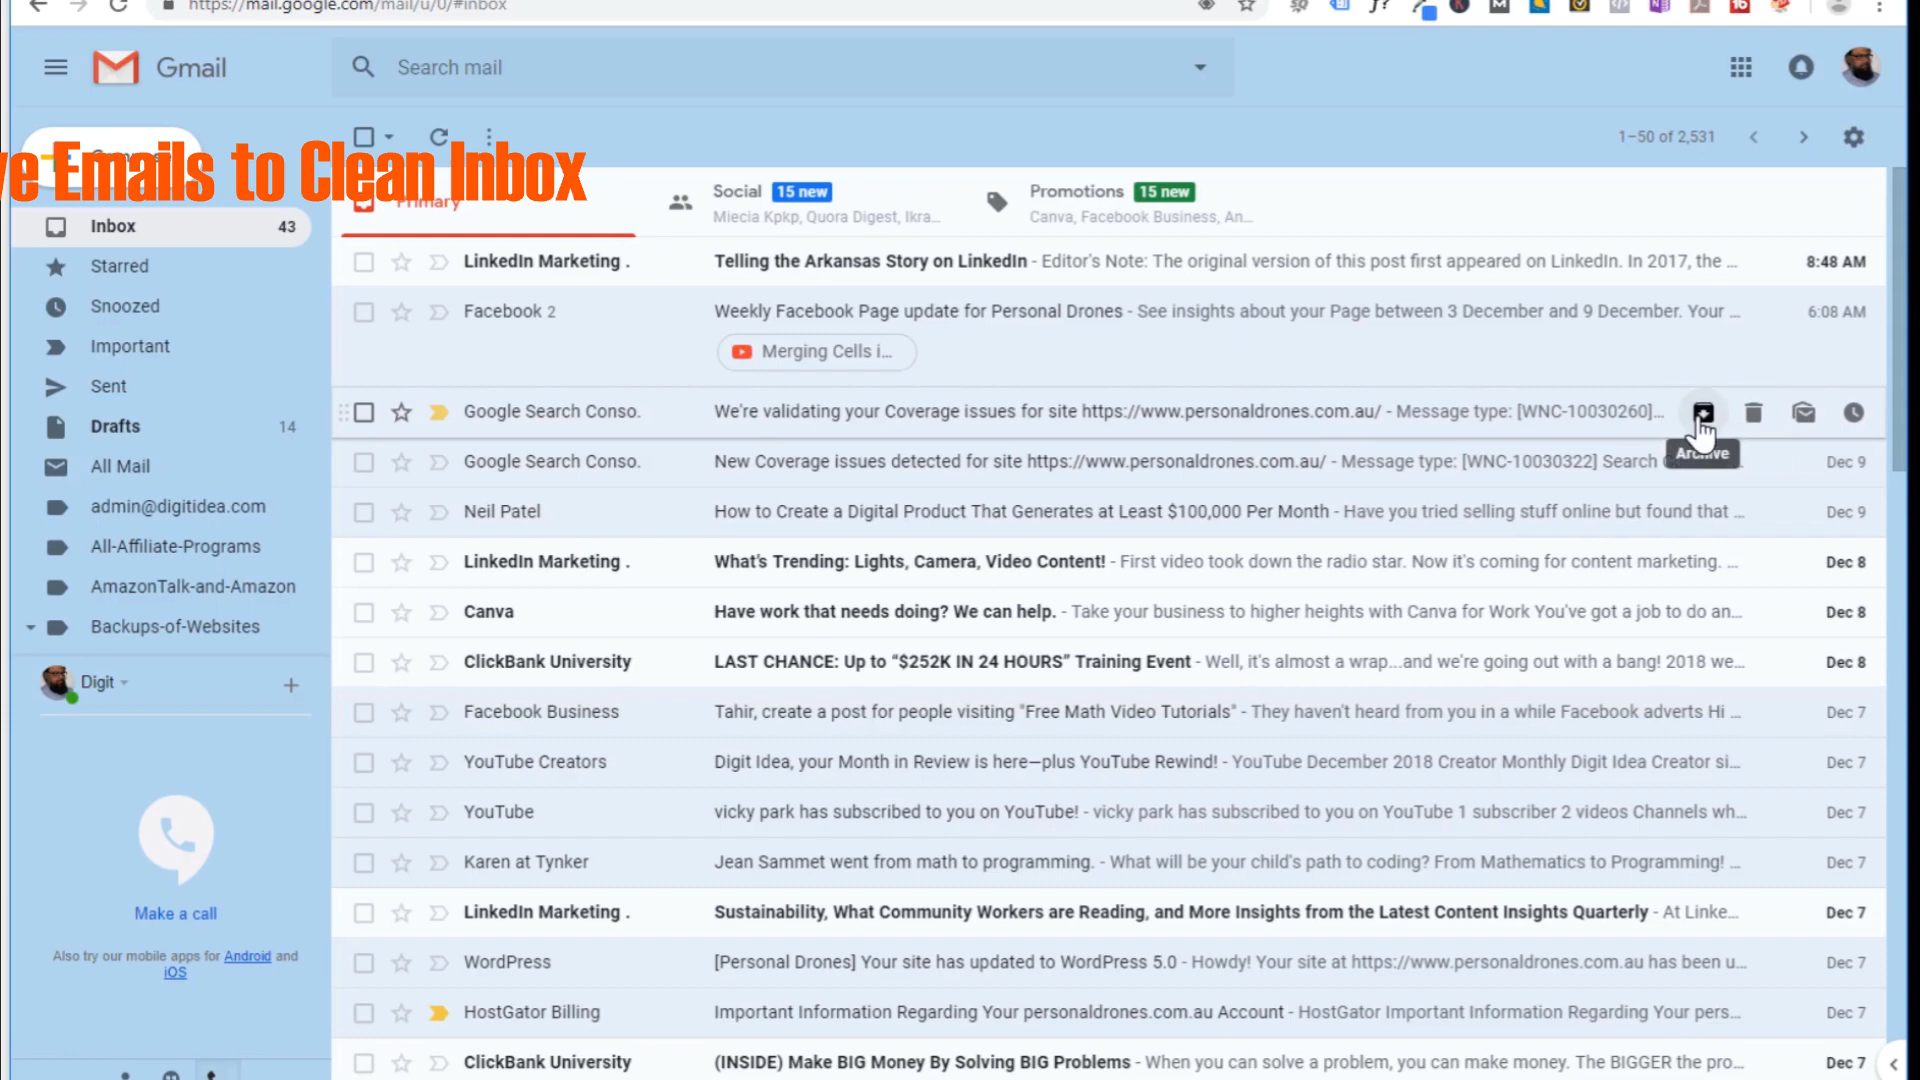 https://mail.google.com/mail/u/0/#inbox
Gmail
Search mail
1–50 of 2,531
ve Emails to Clean Inbox
Primary
Social 15 new
Miecia Kpkp, Quora Digest, Ikra...
Promotions 15 new
Canva, Facebook Business, An...
Inbox 43
Starred
Snoozed
Important
Sent
Drafts 14
All Mail
admin@digitidea.com
All-Affiliate-Programs
AmazonTalk-and-Amazon
Backups-of-Websites
Digit
Make a call
Also try our mobile apps for Android and
iOS
LinkedIn Marketing . Telling the Arkansas Story on LinkedIn - Editor's Note: The original version of this post first appeared on LinkedIn. In 2017, the ... 8:48 AM
Facebook 2 Weekly Facebook Page update for Personal Drones - See insights about your Page between 3 December and 9 December. Your ... 6:08 AM
Merging Cells i...
Google Search Conso. We're validating your Coverage issues for site https://www.personaldrones.com.au/ - Message type: [WNC-10030260]...
Archive
Google Search Conso. New Coverage issues detected for site https://www.personaldrones.com.au/ - Message type: [WNC-10030322] Search Dec 9
Neil Patel How to Create a Digital Product That Generates at Least $100,000 Per Month - Have you tried selling stuff online but found that ... Dec 9
LinkedIn Marketing . What's Trending: Lights, Camera, Video Content! - First video took down the radio star. Now it's coming for content marketing. ... Dec 8
Canva Have work that needs doing? We can help. - Take your business to higher heights with Canva for Work You've got a job to do an... Dec 8
ClickBank University LAST CHANCE: Up to “$252K IN 24 HOURS” Training Event - Well, it's almost a wrap...and we're going out with a bang! 2018 we... Dec 8
Facebook Business Tahir, create a post for people visiting "Free Math Video Tutorials" - They haven't heard from you in a while Facebook adverts Hi ... Dec 7
YouTube Creators Digit Idea, your Month in Review is here—plus YouTube Rewind! - YouTube December 2018 Creator Monthly Digit Idea Creator si... Dec 7
YouTube vicky park has subscribed to you on YouTube! - vicky park has subscribed to you on YouTube 1 subscriber 2 videos Channels wh... Dec 7
Karen at Tynker Jean Sammet went from math to programming. - What will be your child's path to coding? From Mathematics to Programming! ... Dec 7
LinkedIn Marketing . Sustainability, What Community Workers are Reading, and More Insights from the Latest Content Insights Quarterly - At Linke... Dec 7
WordPress [Personal Drones] Your site has updated to WordPress 5.0 - Howdy! Your site at https://www.personaldrones.com.au has been u... Dec 7
HostGator Billing Important Information Regarding Your personaldrones.com.au Account - HostGator Important Information Regarding Your pers... Dec 7
ClickBank University (INSIDE) Make BIG Money By Solving BIG Problems - When you can solve a problem, you can make money. The BIGGER the pro... Dec 7